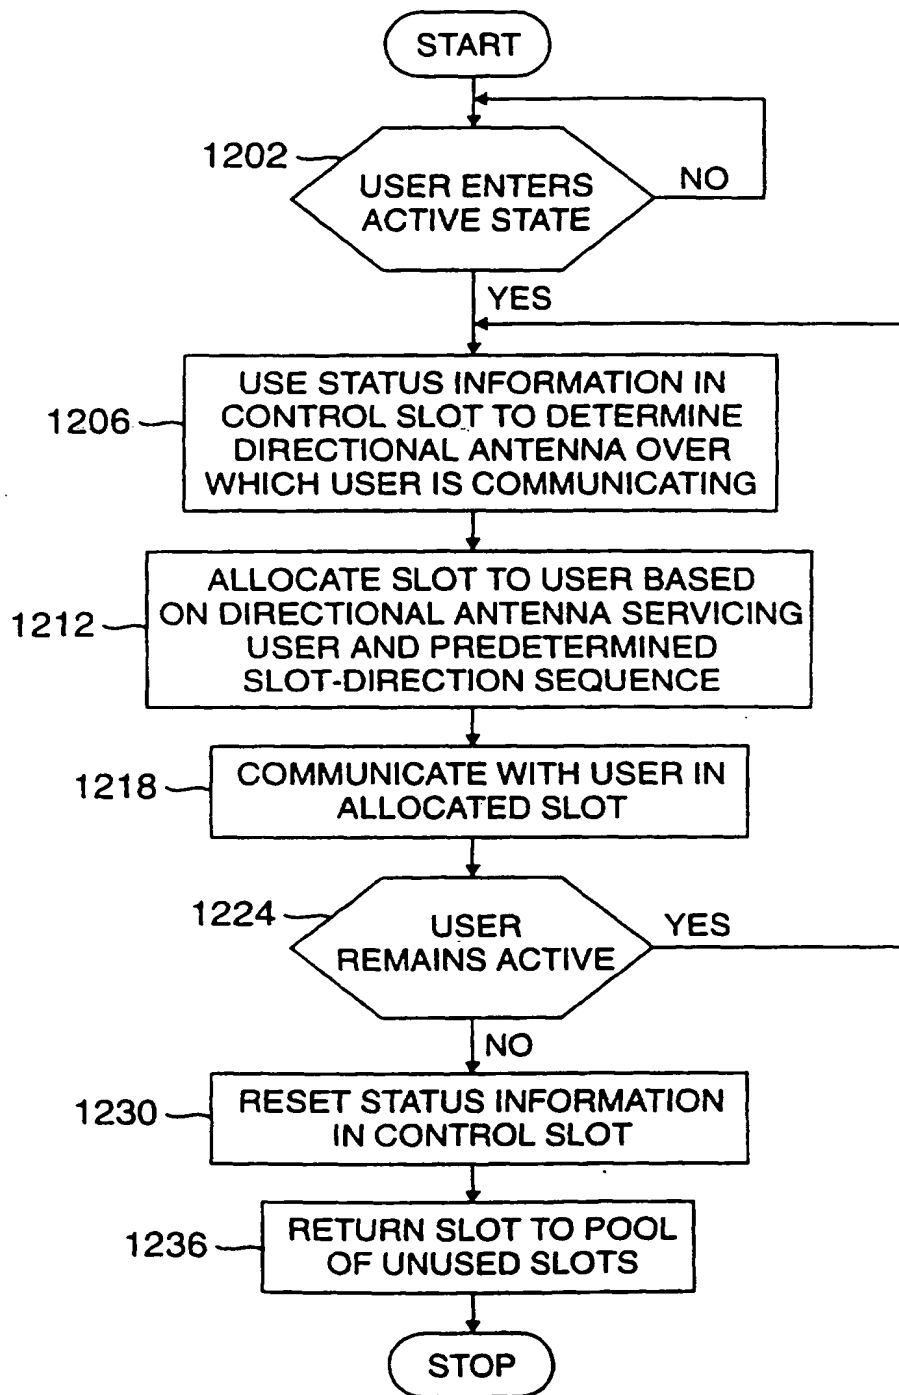 START
1202
USER ENTERS
ACTIVE STATE
NO
YES
1206
USE STATUS INFORMATION IN
CONTROL SLOT TO DETERMINE
DIRECTIONAL ANTENNA OVER
WHICH USER IS COMMUNICATING
1212
ALLOCATE SLOT TO USER BASED
ON DIRECTIONAL ANTENNA SERVICING
USER AND PREDETERMINED
SLOT-DIRECTION SEQUENCE
1218
COMMUNICATE WITH USER IN
ALLOCATED SLOT
1224
USER
REMAINS ACTIVE
YES
NO
1230
RESET STATUS INFORMATION
IN CONTROL SLOT
1236
RETURN SLOT TO POOL
OF UNUSED SLOTS
STOP